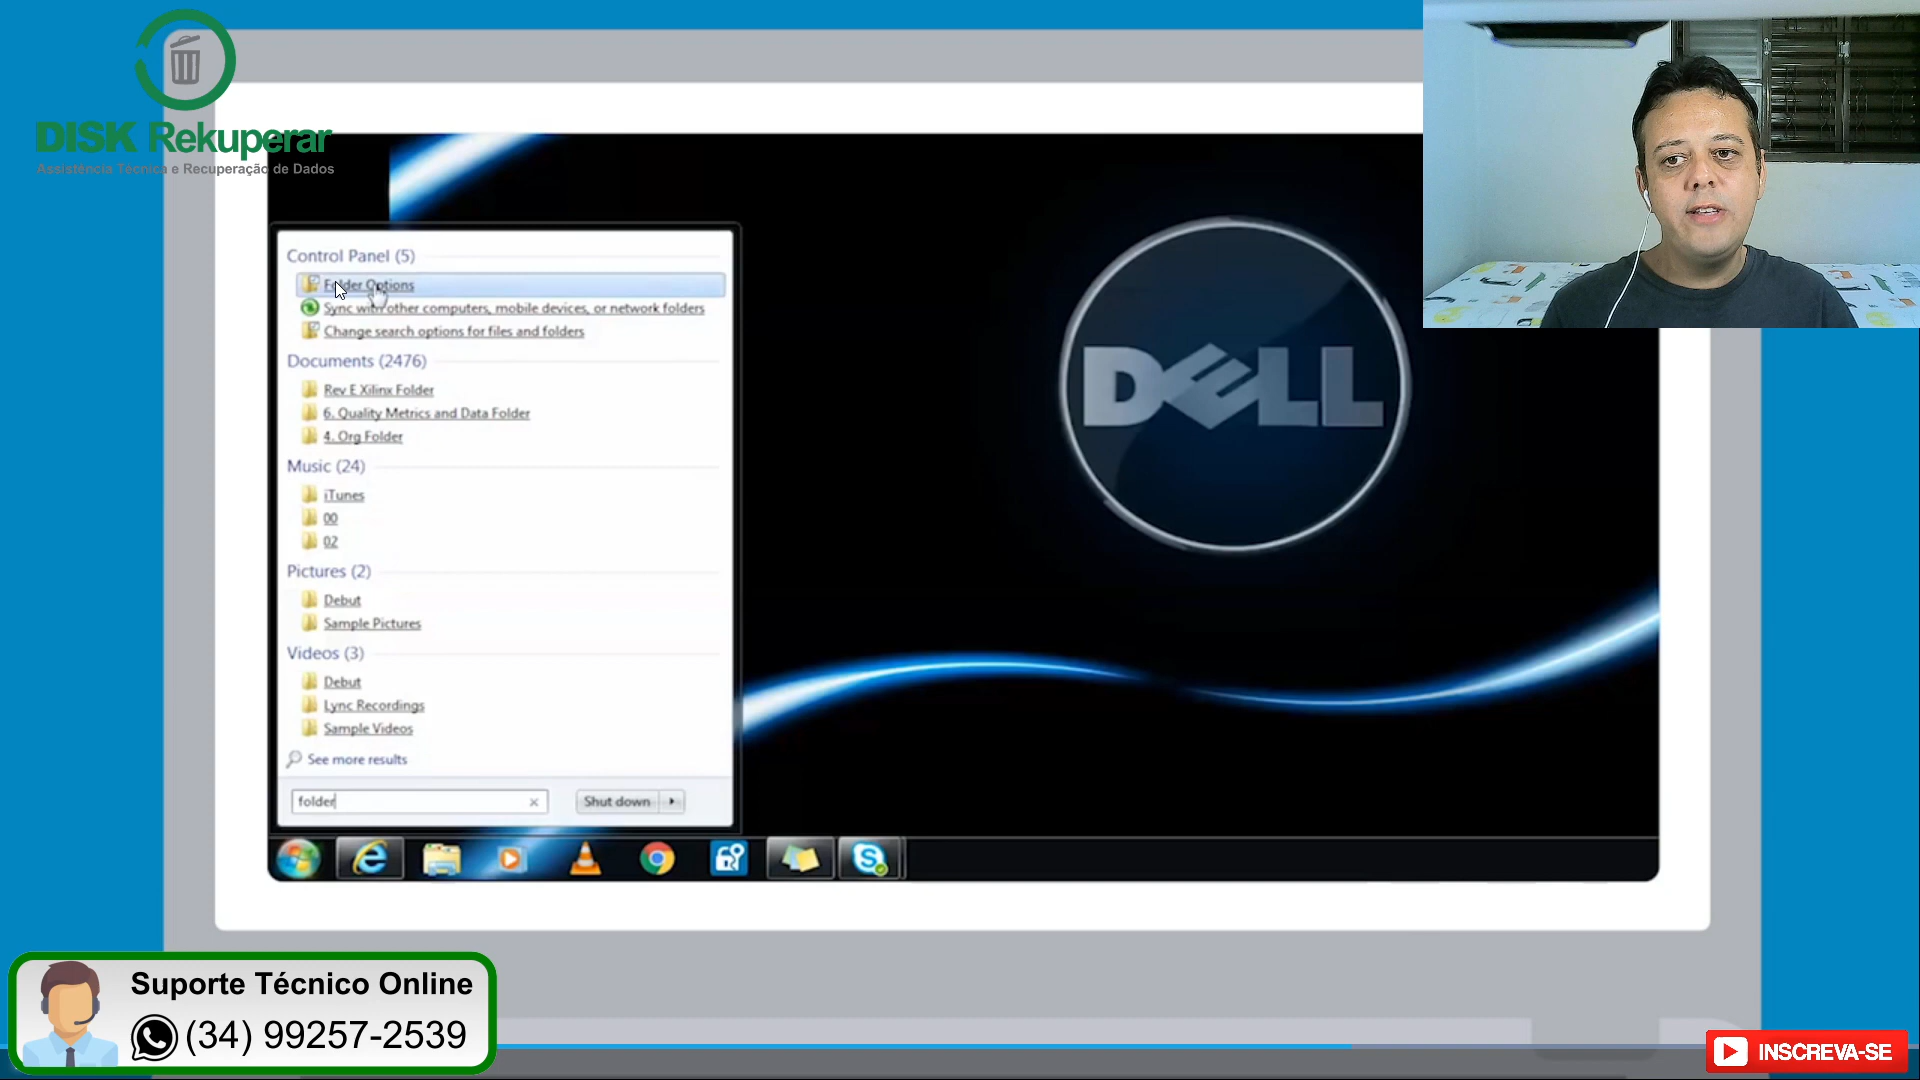 DISK Rekuperar
Assistência Técnica e Recuperação de Dados
Control Panel (5)
Folder Options
Sync with other computers, mobile devices, or network folders
Change search options for files and folders
Documents (2476)
Rev E Xilinx Folder
6. Quality Metrics and Data Folder
4. Org Folder
Music (24)
iTunes
00
02
Pictures (2)
Debut
Sample Pictures
Videos (3)
Debut
Lync Recordings
Sample Videos
See more results
folder
Shut down
DELL
Suporte Técnico Online
(34) 99257-2539
INSCREVA-SE